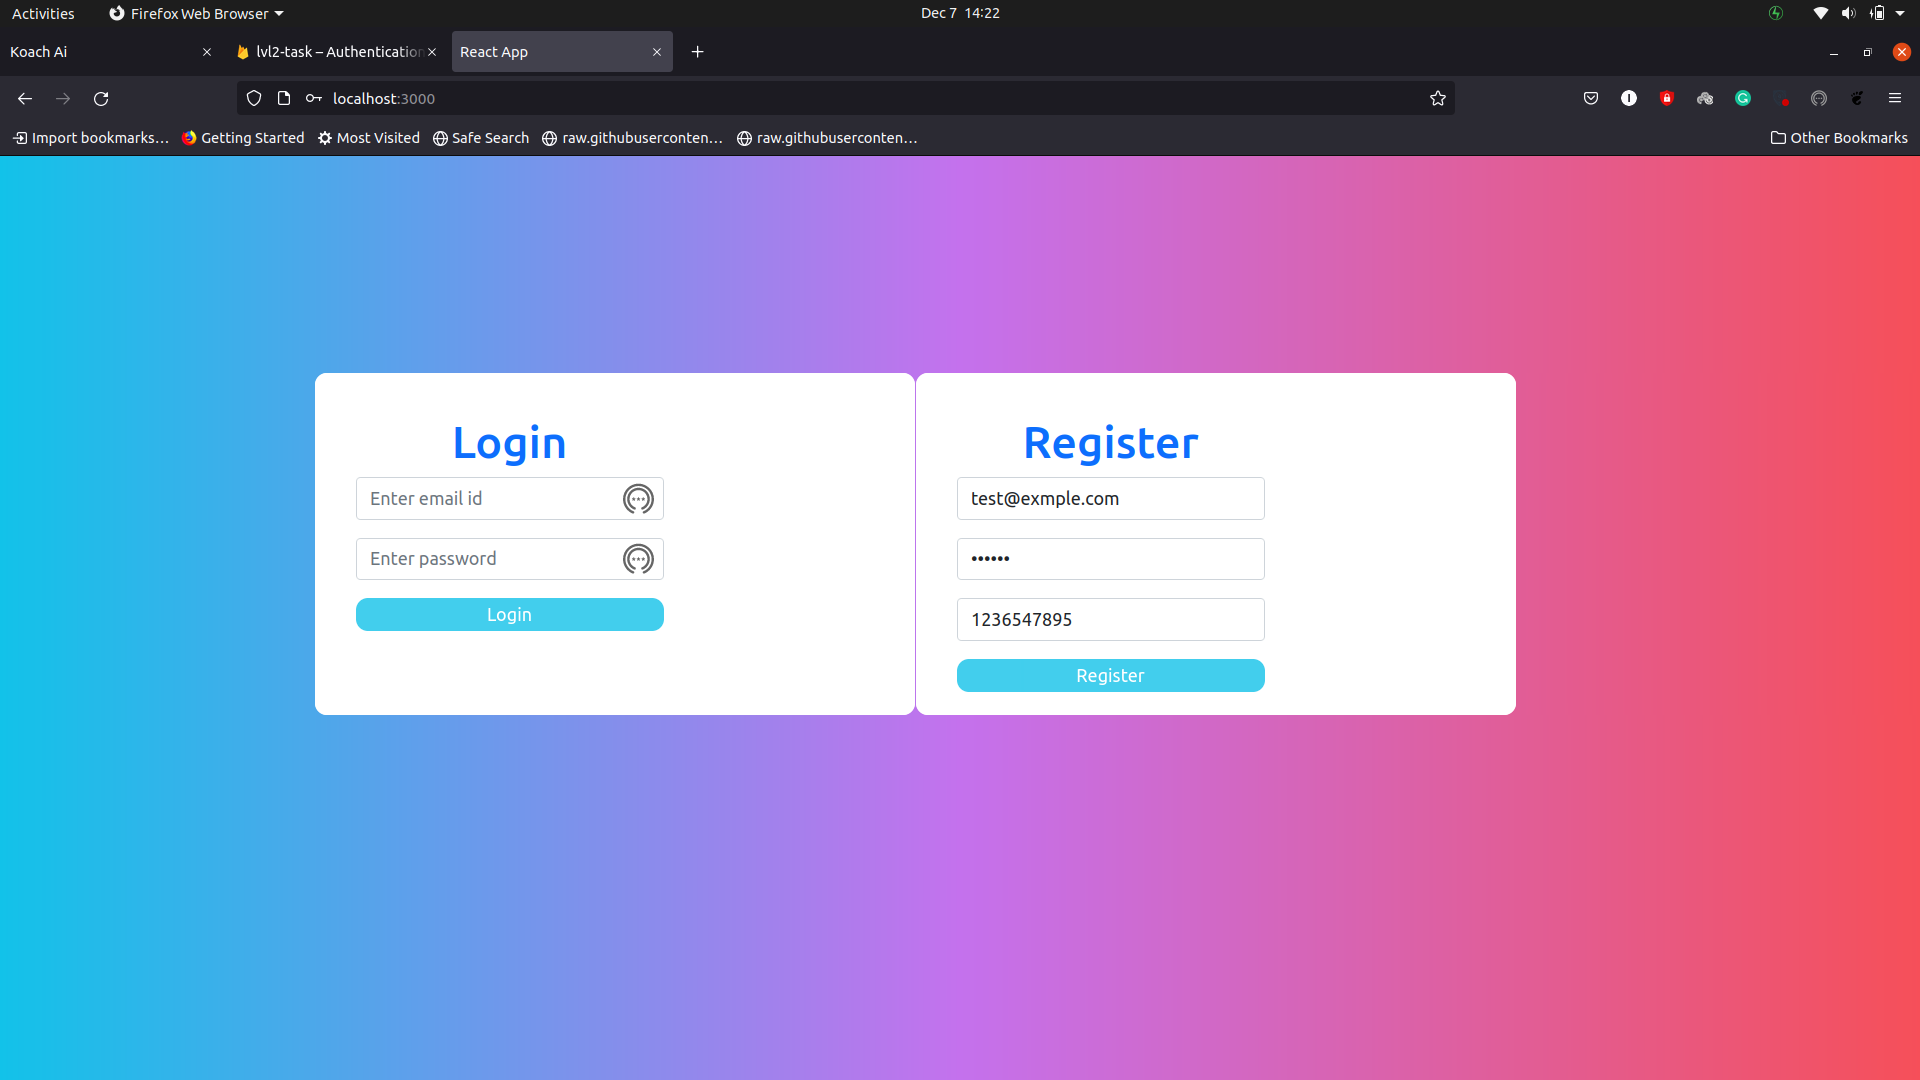 Activities
Firefox Web Browser
Dec 7 14:22
Koach Ai
lvl2-task – Authentication
React App
localhost:3000
Import bookmarks…
Getting Started
Most Visited
Safe Search
raw.githubuserconten…
raw.githubuserconten…
Other Bookmarks
Login
Enter email id
Enter password
Login
Register
test@exmple.com
••••••
1236547895
Register